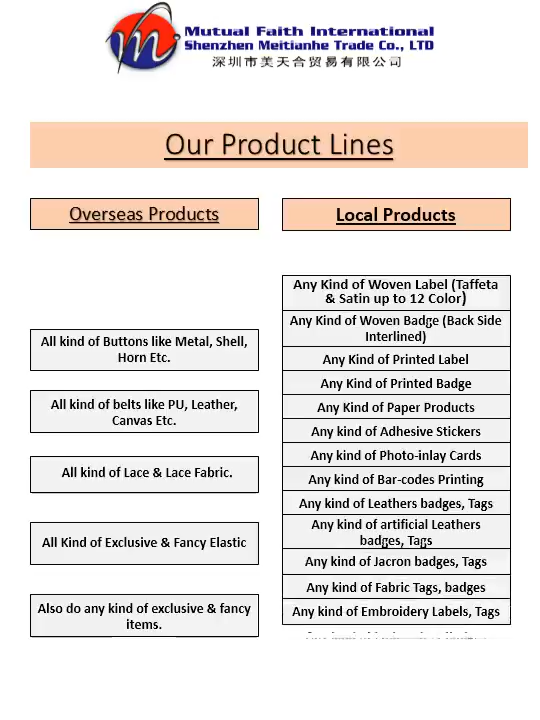 Mutual Faith International
Shenzhen Meitianhe Trade Co., LTD
深圳市美天合贸易有限公司
Our Product Lines
Overseas Products
All kind of Buttons like Metal, Shell,
Horn Etc.
All kind of belts like PU, Leather,
Canvas Etc.
All kind of Lace & Lace Fabric.
All Kind of Exclusive & Fancy Elastic
Also do any kind of exclusive & fancy
items.
Local Products
Any Kind of Woven Label (Taffeta
& Satin up to 12 Color)
Any Kind of Woven Badge (Back Side
Interlined)
Any Kind of Printed Label
Any Kind of Printed Badge
Any Kind of Paper Products
Any kind of Adhesive Stickers
Any kind of Photo-inlay Cards
Any kind of Bar-codes Printing
Any kind of Leathers badges, Tags
Any kind of artificial Leathers
badges, Tags
Any kind of Jacron badges, Tags
Any kind of Fabric Tags, badges
Any kind of Embroidery Labels, Tags